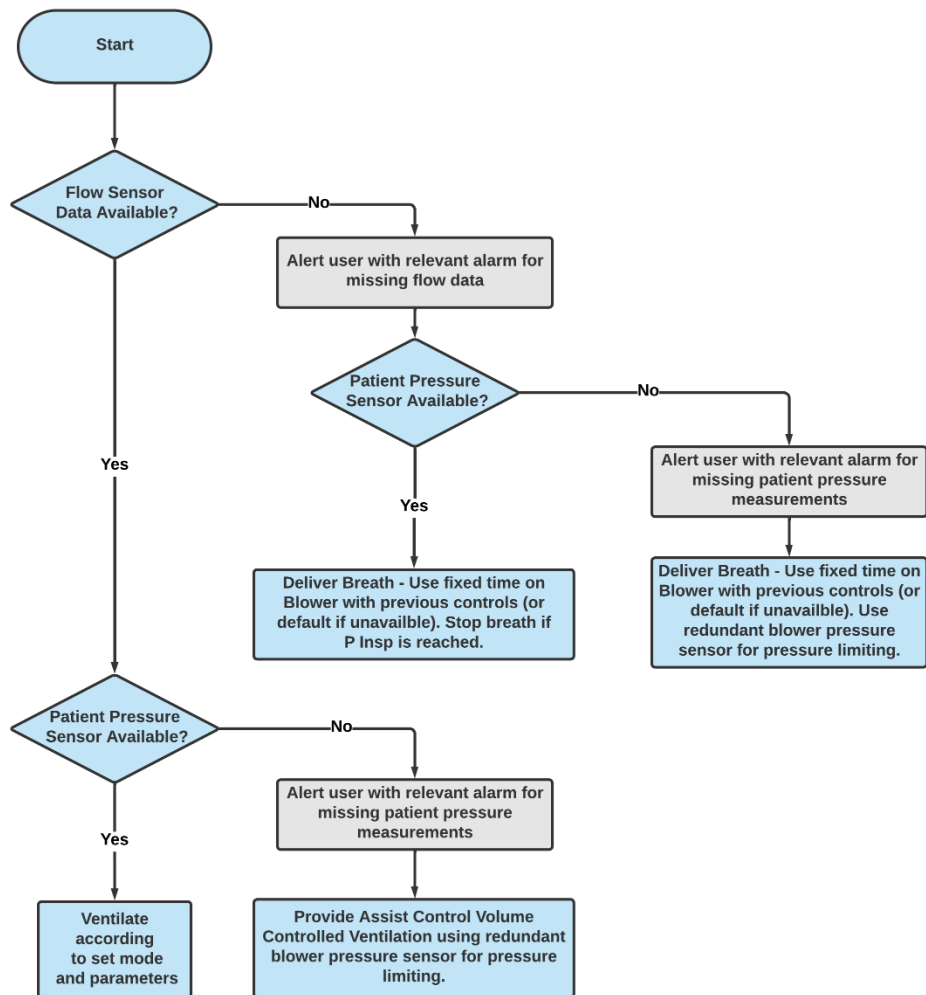 Start
Flow Sensor
Data Available?
No
Alert user with relevant alarm for
missing flow data
Patient Pressure
Sensor Available?
No
Alert user with relevant alarm for
missing patient pressure
measurements
Yes
Yes
Deliver Breath - Use fixed time on
Blower with previous controls (or
default if unavailble). Stop breath if
P Insp is reached.
Deliver Breath - Use fixed time on
Blower with previous controls (or
default if unavailble). Use
redundant blower pressure
sensor for pressure limiting.
Patient Pressure
Sensor Available?
No
Alert user with relevant alarm for
missing patient pressure
measurements
Yes
Ventilate
according
to set mode
and parameters
Provide Assist Control Volume
Controlled Ventilation using redundant
blower pressure sensor for pressure
limiting.